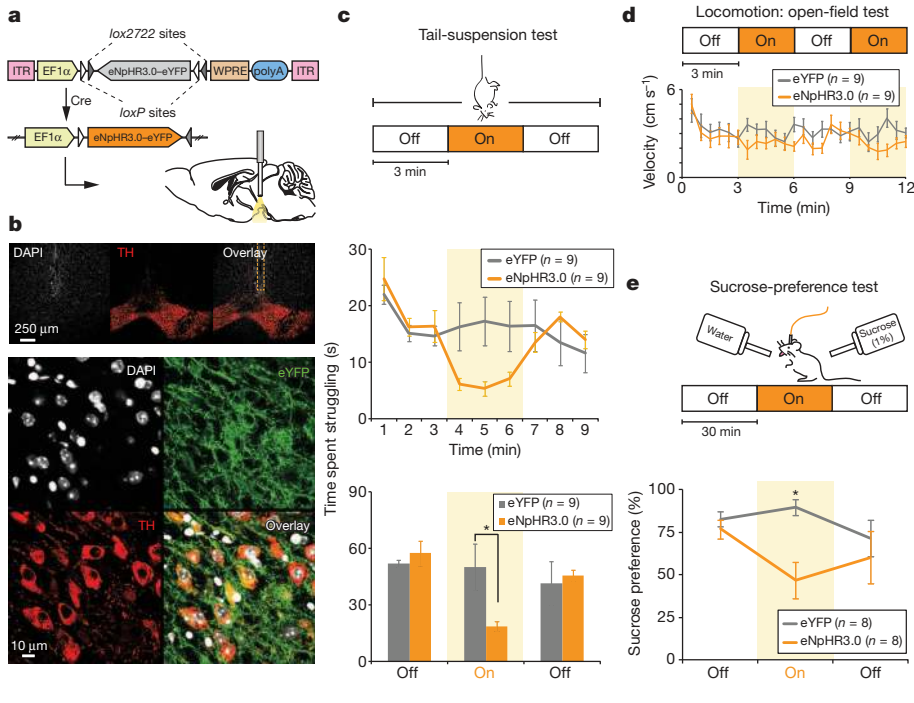 a
lox2722 sites
ITR
EF1α
eNpHR3.0–eYFP
WPRE
polyA
ITR
Cre
loxP sites
EF1α
eNpHR3.0–eYFP
b
DAPI
TH
Overlay
250 μm
DAPI
eYFP
TH
Overlay
10 μm
c
Tail-suspension test
Off
On
Off
3 min
Time spent struggling (s)
30
20
10
0
eYFP (n = 9)
eNpHR3.0 (n = 9)
1 2 3 4 5 6 7 8 9
Time (min)
90
60
30
0
eYFP (n = 9)
eNpHR3.0 (n = 9)
*
Off
On
Off
d
Locomotion: open-field test
Off
On
Off
On
3 min
eYFP (n = 9)
eNpHR3.0 (n = 9)
Velocity (cm s⁻¹)
6
0
0 3 6 9 12
Time (min)
e
Sucrose-preference test
Water
Sucrose
(1%)
Off
On
Off
30 min
Sucrose preference (%)
100
75
50
25
0
*
eYFP (n = 8)
eNpHR3.0 (n = 8)
Off
On
Off